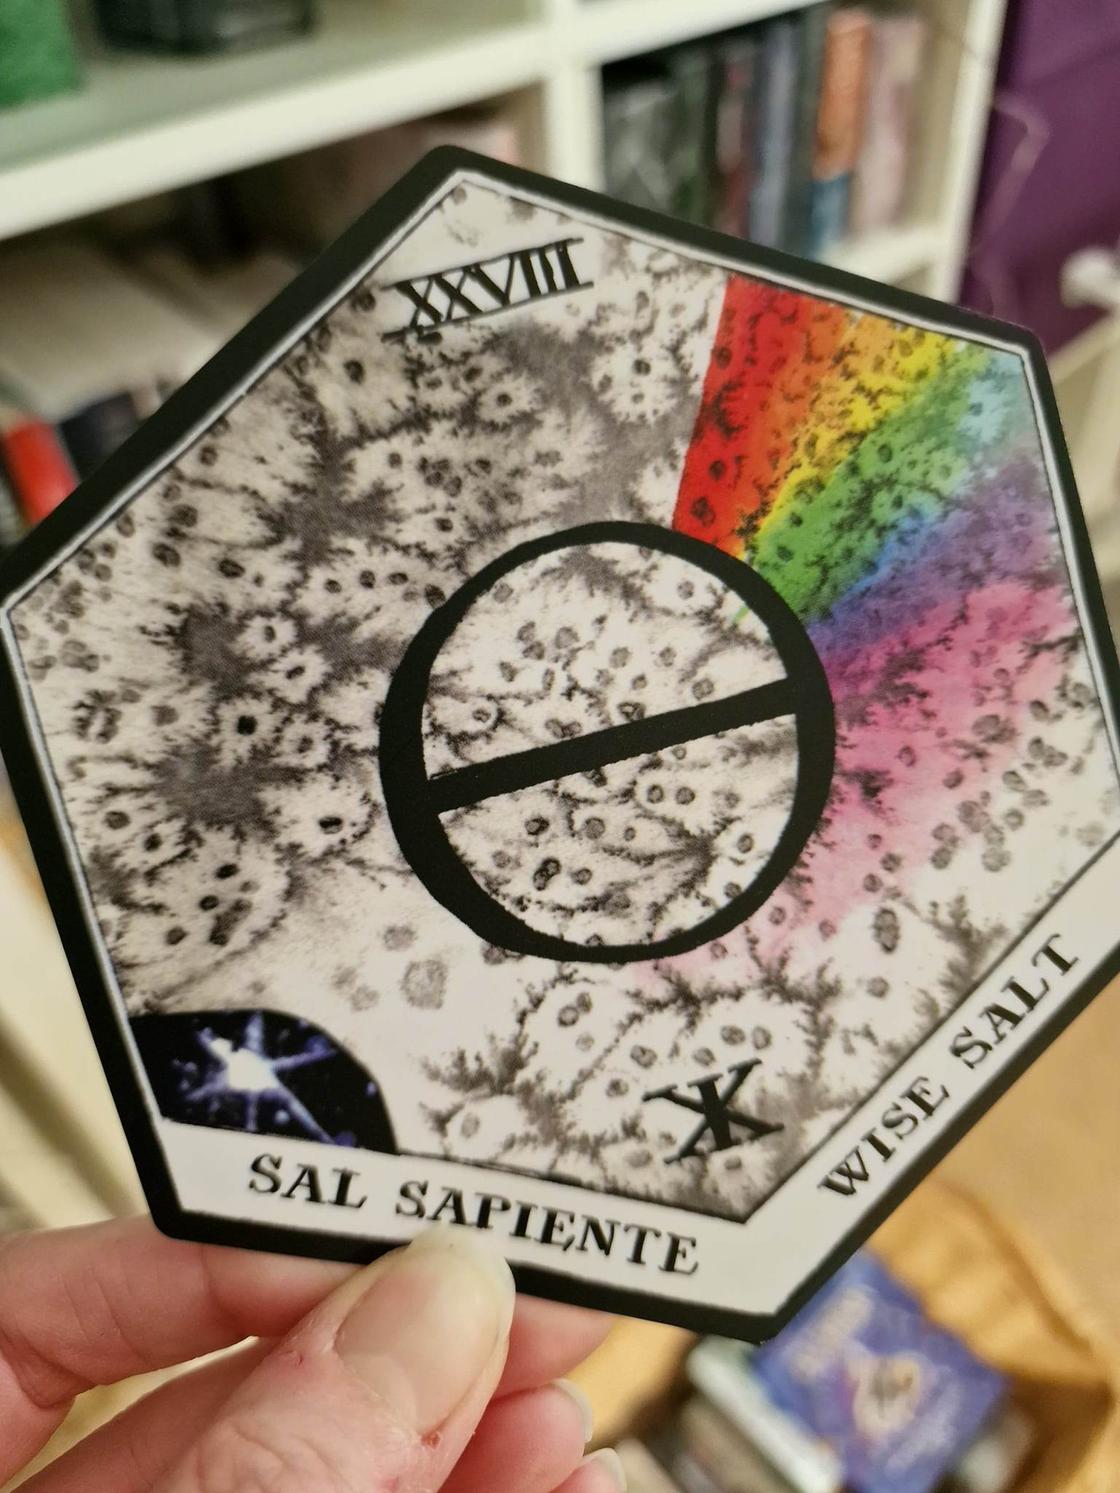 XXVIII
X
SAL SAPIENTE
WISE SALT